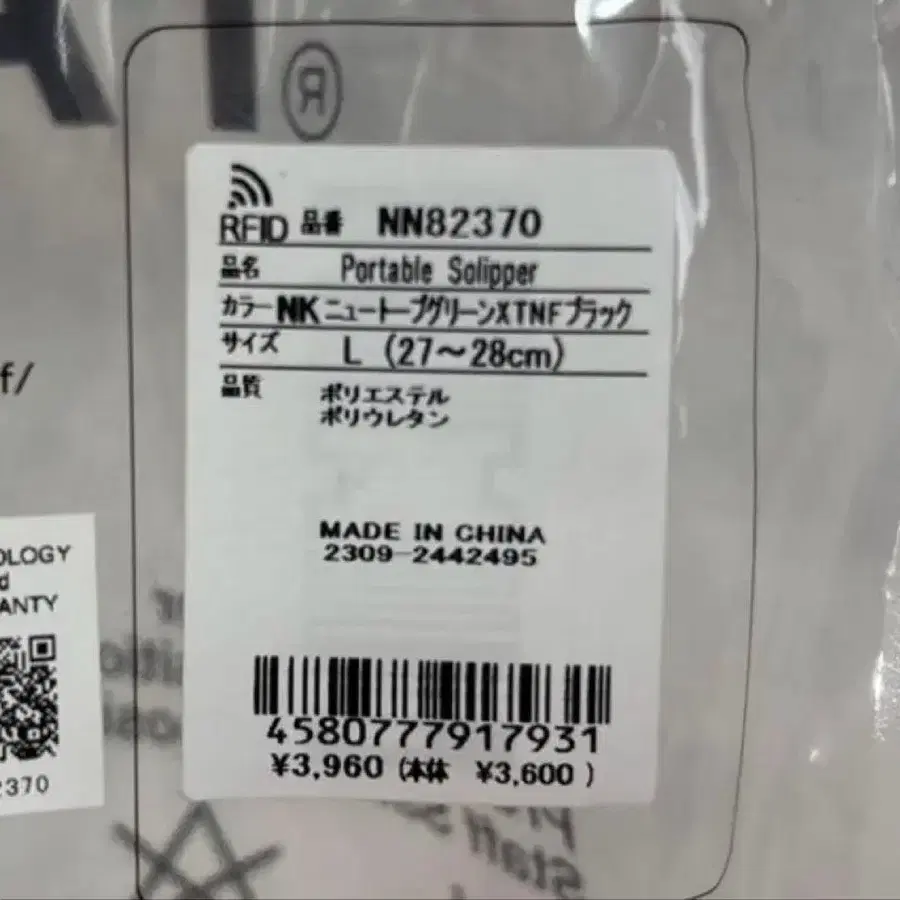 ®
RFID 品番 NN82370
品名 Portable Solipper
カラー NK ニュートープグリーンXTNFブラック
サイズ L (27〜28cm)
品質 ポリエステル
ポリウレタン
MADE IN CHINA
2309-2442495
4580777917931
¥3,960 (本体 ¥3,600 )
f/
OLOGY
d
ANTY
2370
staff